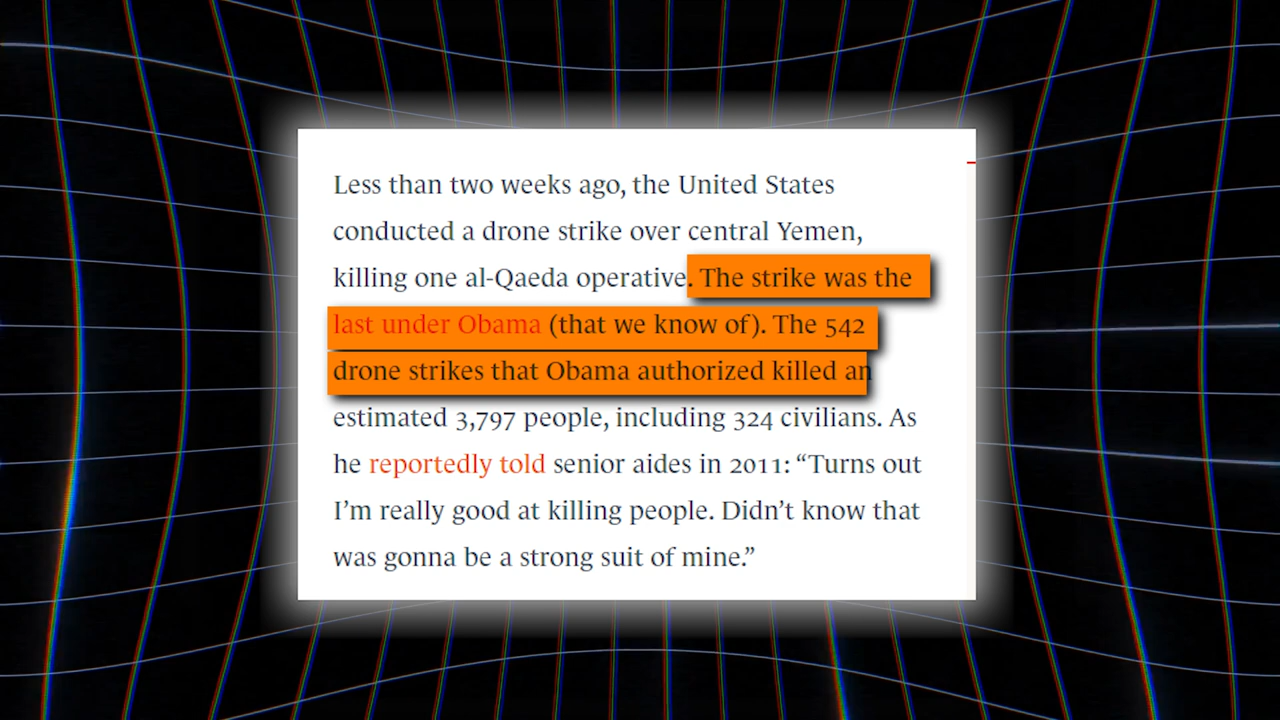 Less than two weeks ago, the United States
conducted a drone strike over central Yemen,
killing one al-Qaeda operative. The strike was the
last under Obama (that we know of). The 542
drone strikes that Obama authorized killed an
estimated 3,797 people, including 324 civilians. As
he reportedly told senior aides in 2011: “Turns out
I’m really good at killing people. Didn’t know that
was gonna be a strong suit of mine.”